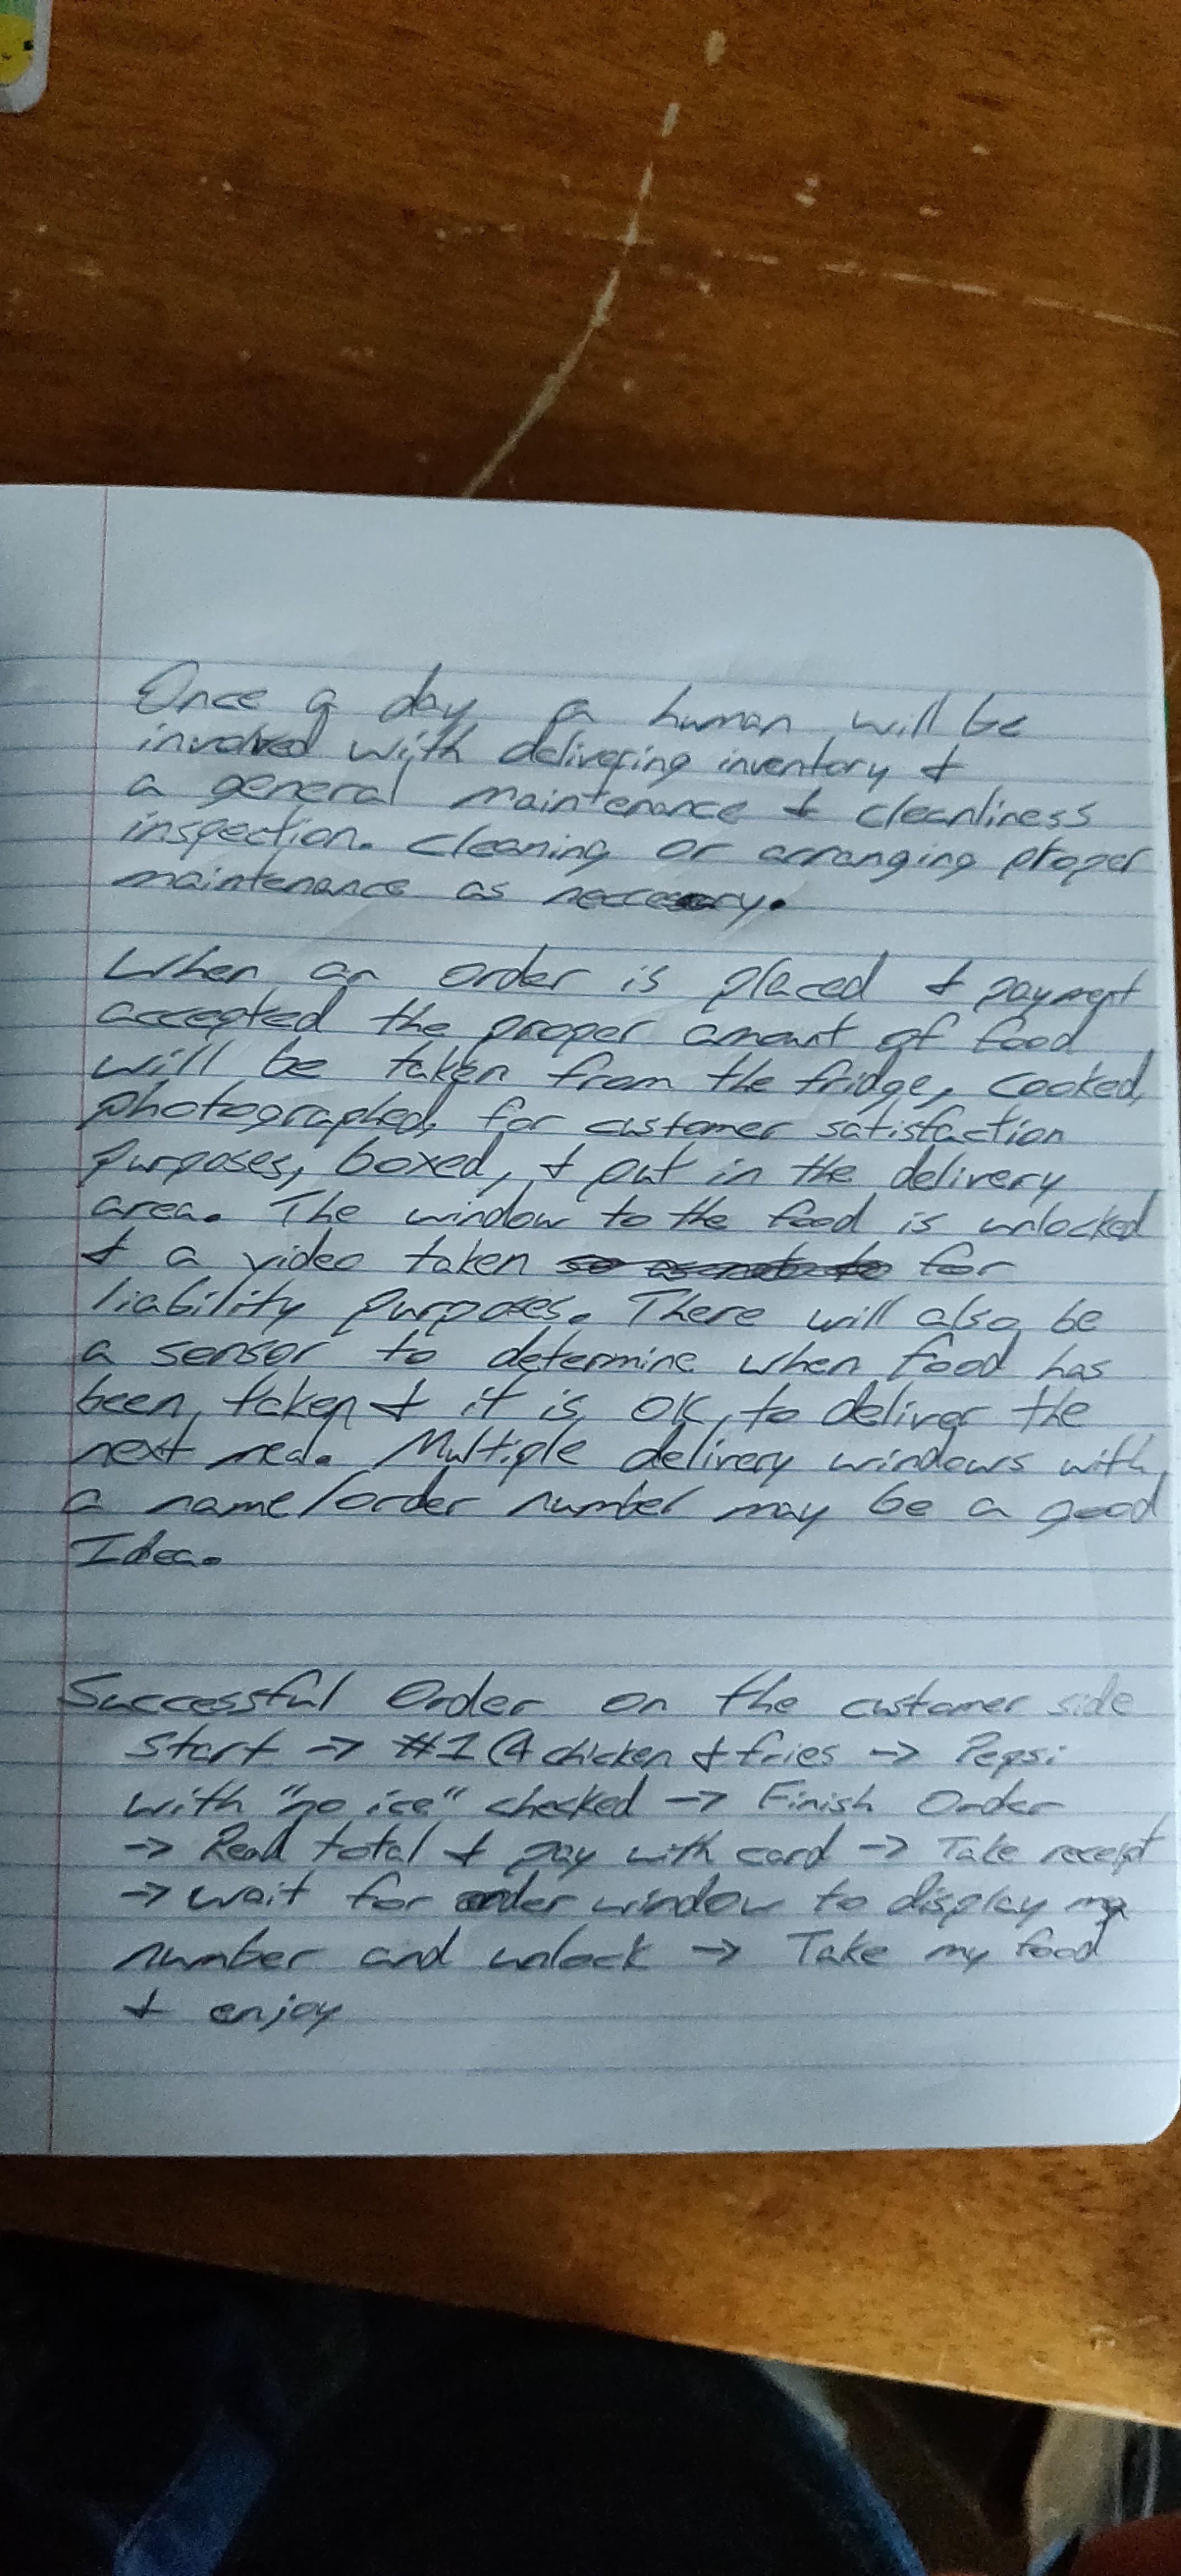 Once a day a human will be
involved with delivering inventory &
a general maintenance & cleanliness
inspection. cleaning or arranging proper
maintenance as neccesary.
When an order is placed & payment
accepted the proper amount of food
will be taken from the fridge, cooked,
photographed, for customer satisfaction
purposes, boxed, & put in the delivery
area. The window to the food is unlocked
& a video taken for
liability purposes. There will also be
a sensor to determine when food has
been taken & it is OK to deliver the
next meal. Multiple delivery windows with
a name/order number may be a good
Idea.
Successful Order on the customer side
Start -> #1 (4 chicken & fries -> Pepsi
with "no ice" checked -> Finish Order
-> Read total & pay with card -> Take receipt
-> wait for order window to display my
number and unlock -> Take my food
& enjoy